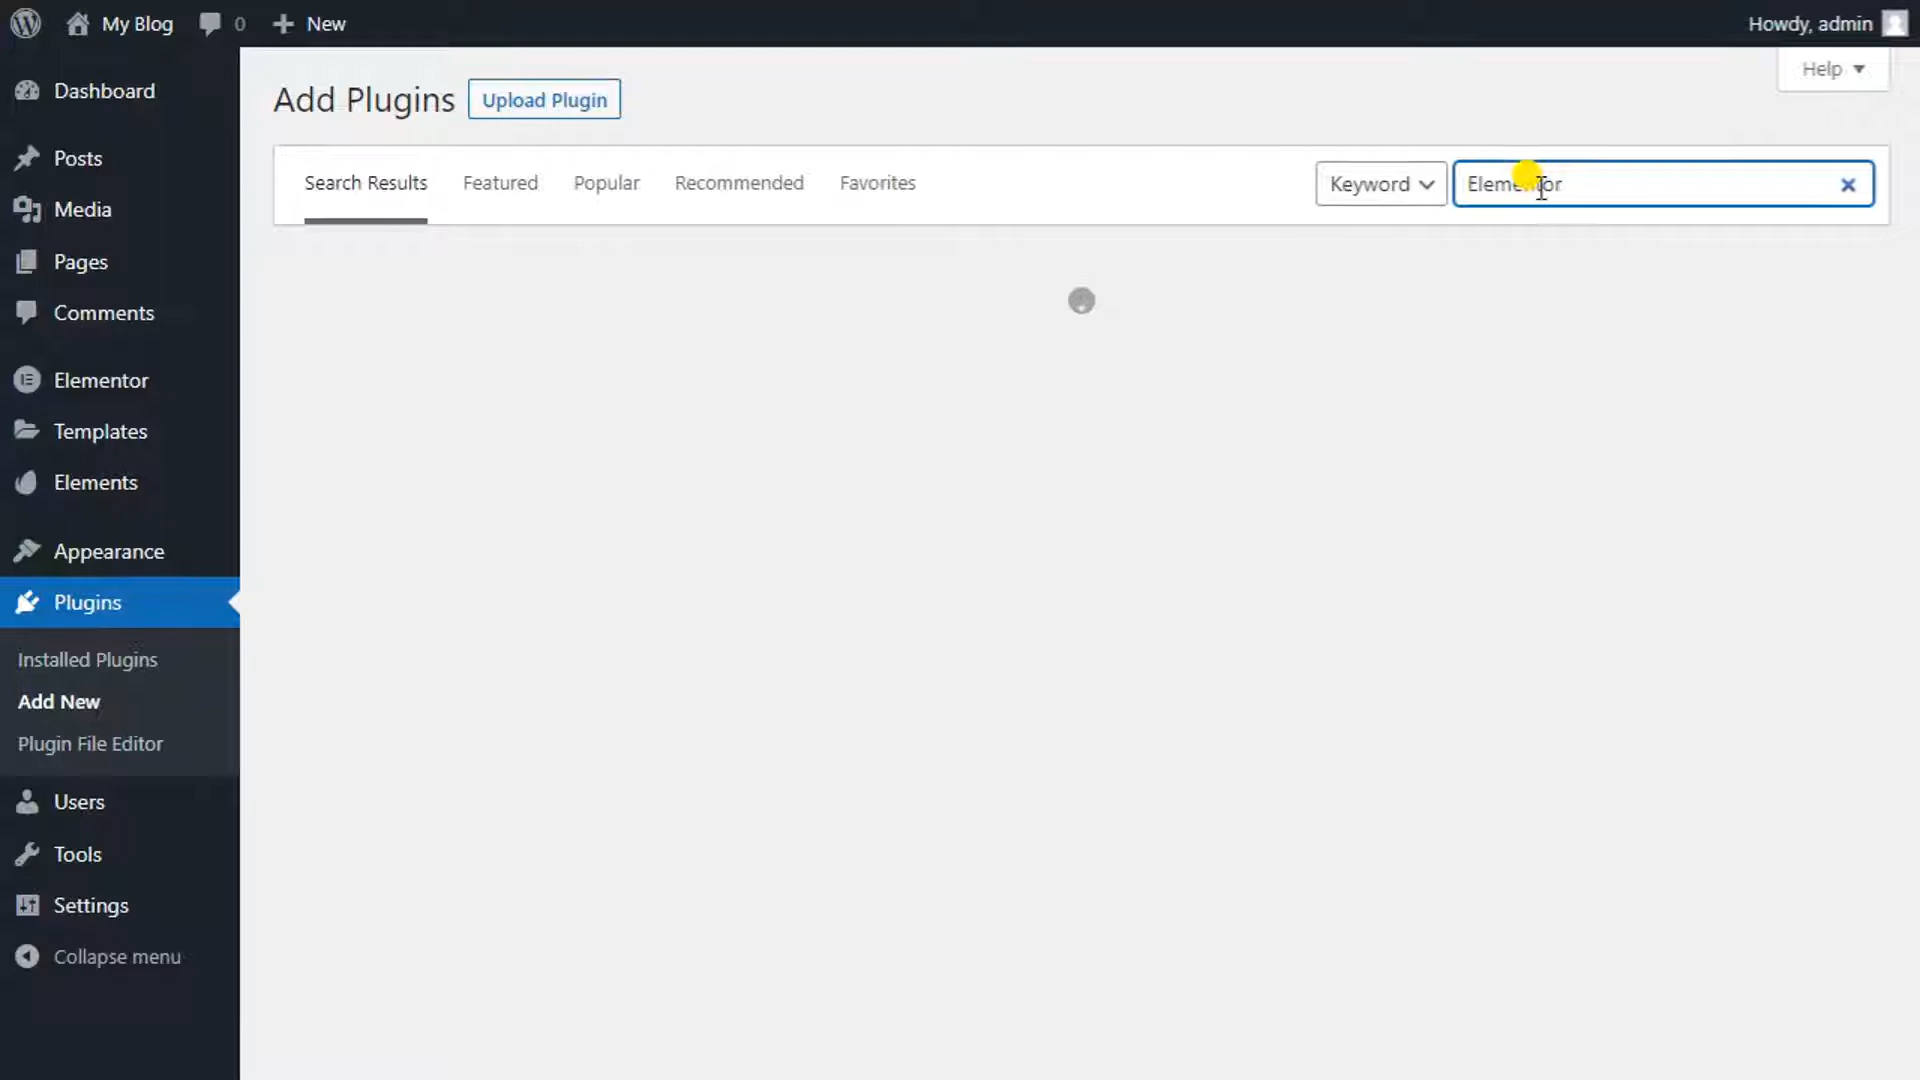 My Blog
0
New
Howdy, admin
Help
Dashboard
Posts
Media
Pages
Comments
Elementor
Templates
Elements
Appearance
Plugins
Installed Plugins
Add New
Plugin File Editor
Users
Tools
Settings
Collapse menu
Add Plugins
Upload Plugin
Search Results
Featured
Popular
Recommended
Favorites
Keyword
Elementor